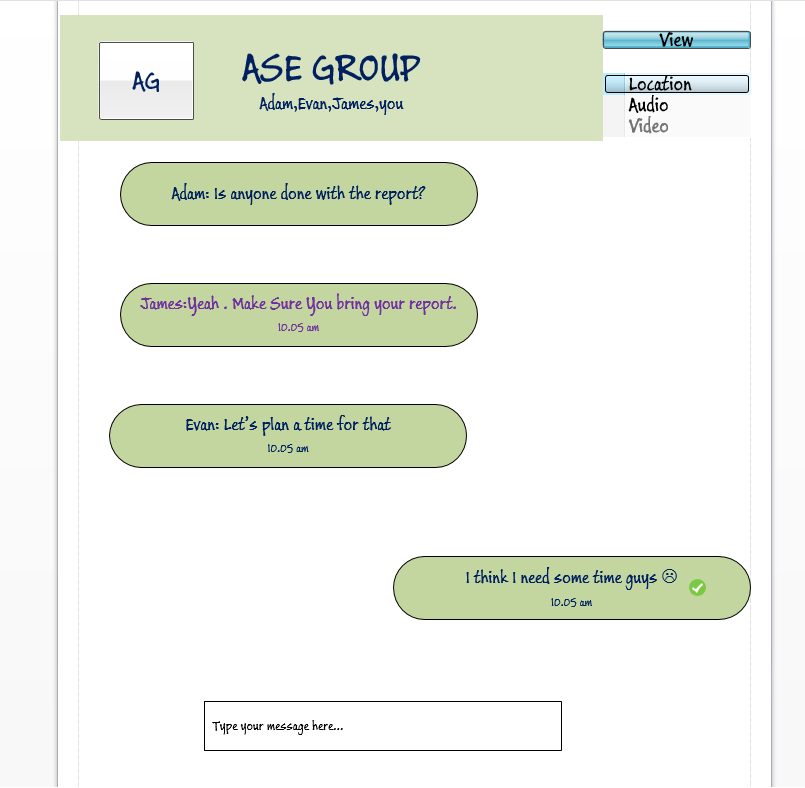 AG
ASE GROUP
Adam,Evan,James,you
View
Location
Audio
Video
Adam: Is anyone done with the report?
James:Yeah . Make Sure You bring your report.
10.05 am
Evan: Let's plan a time for that
10.05 am
I think I need some time guys ☹
10.05 am
Type your message here...